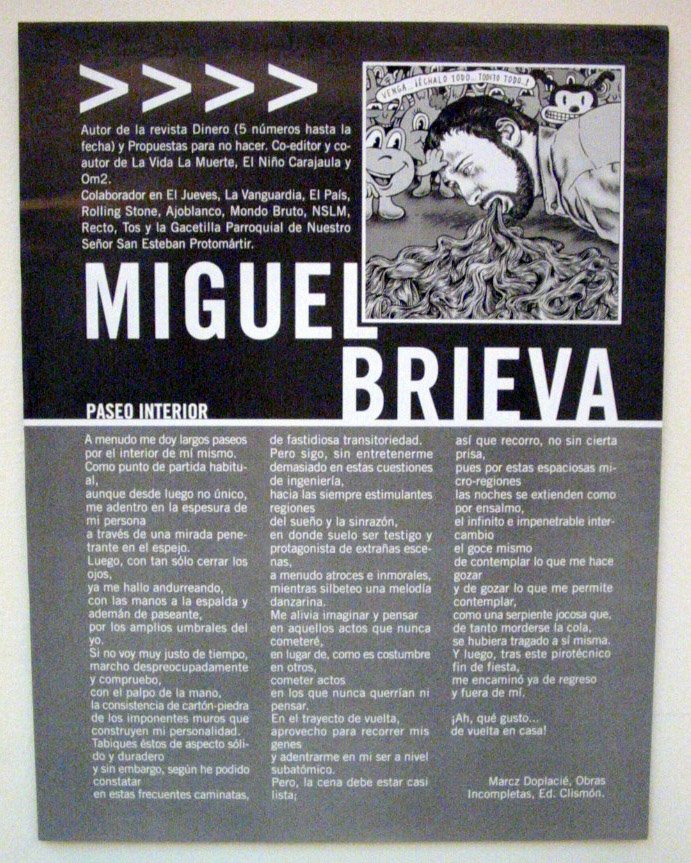 >>>>
Autor de la revista Dinero (5 números hasta la
fecha) y Propuestas para no hacer. Co-editor y co-
autor de La Vida La Muerte, El Niño Carajaula y
Om2.
Colaborador en El Jueves, La Vanguardia, El País,
Rolling Stone, Ajoblanco, Mondo Bruto, NSLM,
Recto, Tos y la Gacetilla Parroquial de Nuestro
Señor San Esteban Protomártir.
VENGA... ¡ÉCHALO TODO... TODITO TODO..!
MIGUEL
BRIEVA
PASEO INTERIOR
A menudo me doy largos paseos
por el interior de mí mismo.
Como punto de partida habitu-
al,
aunque desde luego no único,
me adentro en la espesura de
mi persona
a través de una mirada pene-
trante en el espejo.
Luego, con tan sólo cerrar los
ojos,
ya me hallo andurreando,
con las manos a la espalda y
ademán de paseante,
por los amplios umbrales del
yo.
Si no voy muy justo de tiempo,
marcho despreocupadamente
y compruebo,
con el palpo de la mano,
la consistencia de cartón-piedra
de los imponentes muros que
construyen mi personalidad.
Tabiques éstos de aspecto sóli-
do y duradero
y sin embargo, según he podido
constatar
en estas frecuentes caminatas,
de fastidiosa transitoriedad.
Pero sigo, sin entretenerme
demasiado en estas cuestiones
de ingeniería,
hacia las siempre estimulantes
regiones
del sueño y la sinrazón,
en donde suelo ser testigo y
protagonista de extrañas esce-
nas,
a menudo atroces e inmorales,
mientras silbeteo una melodía
danzarina.
Me alivia imaginar y pensar
en aquellos actos que nunca
cometeré,
en lugar de, como es costumbre
en otros,
cometer actos
en los que nunca querrían ni
pensar.
En el trayecto de vuelta,
aprovecho para recorrer mis
genes
y adentrarme en mi ser a nivel
subatómico.
Pero, la cena debe estar casi
lista;
así que recorro, no sin cierta
prisa,
pues por estas espaciosas mi-
cro-regiones
las noches se extienden como
por ensalmo,
el infinito e impenetrable inter-
cambio
el goce mismo
de contemplar lo que me hace
gozar
y de gozar lo que me permite
contemplar,
como una serpiente jocosa que,
de tanto morderse la cola,
se hubiera tragado a sí misma.
Y luego, tras este pirotécnico
fin de fiesta,
me encaminó ya de regreso
y fuera de mí.
¡Ah, qué gusto...
de vuelta en casa!
Marcz Doplacié, Obras
Incompletas, Ed. Clismón.